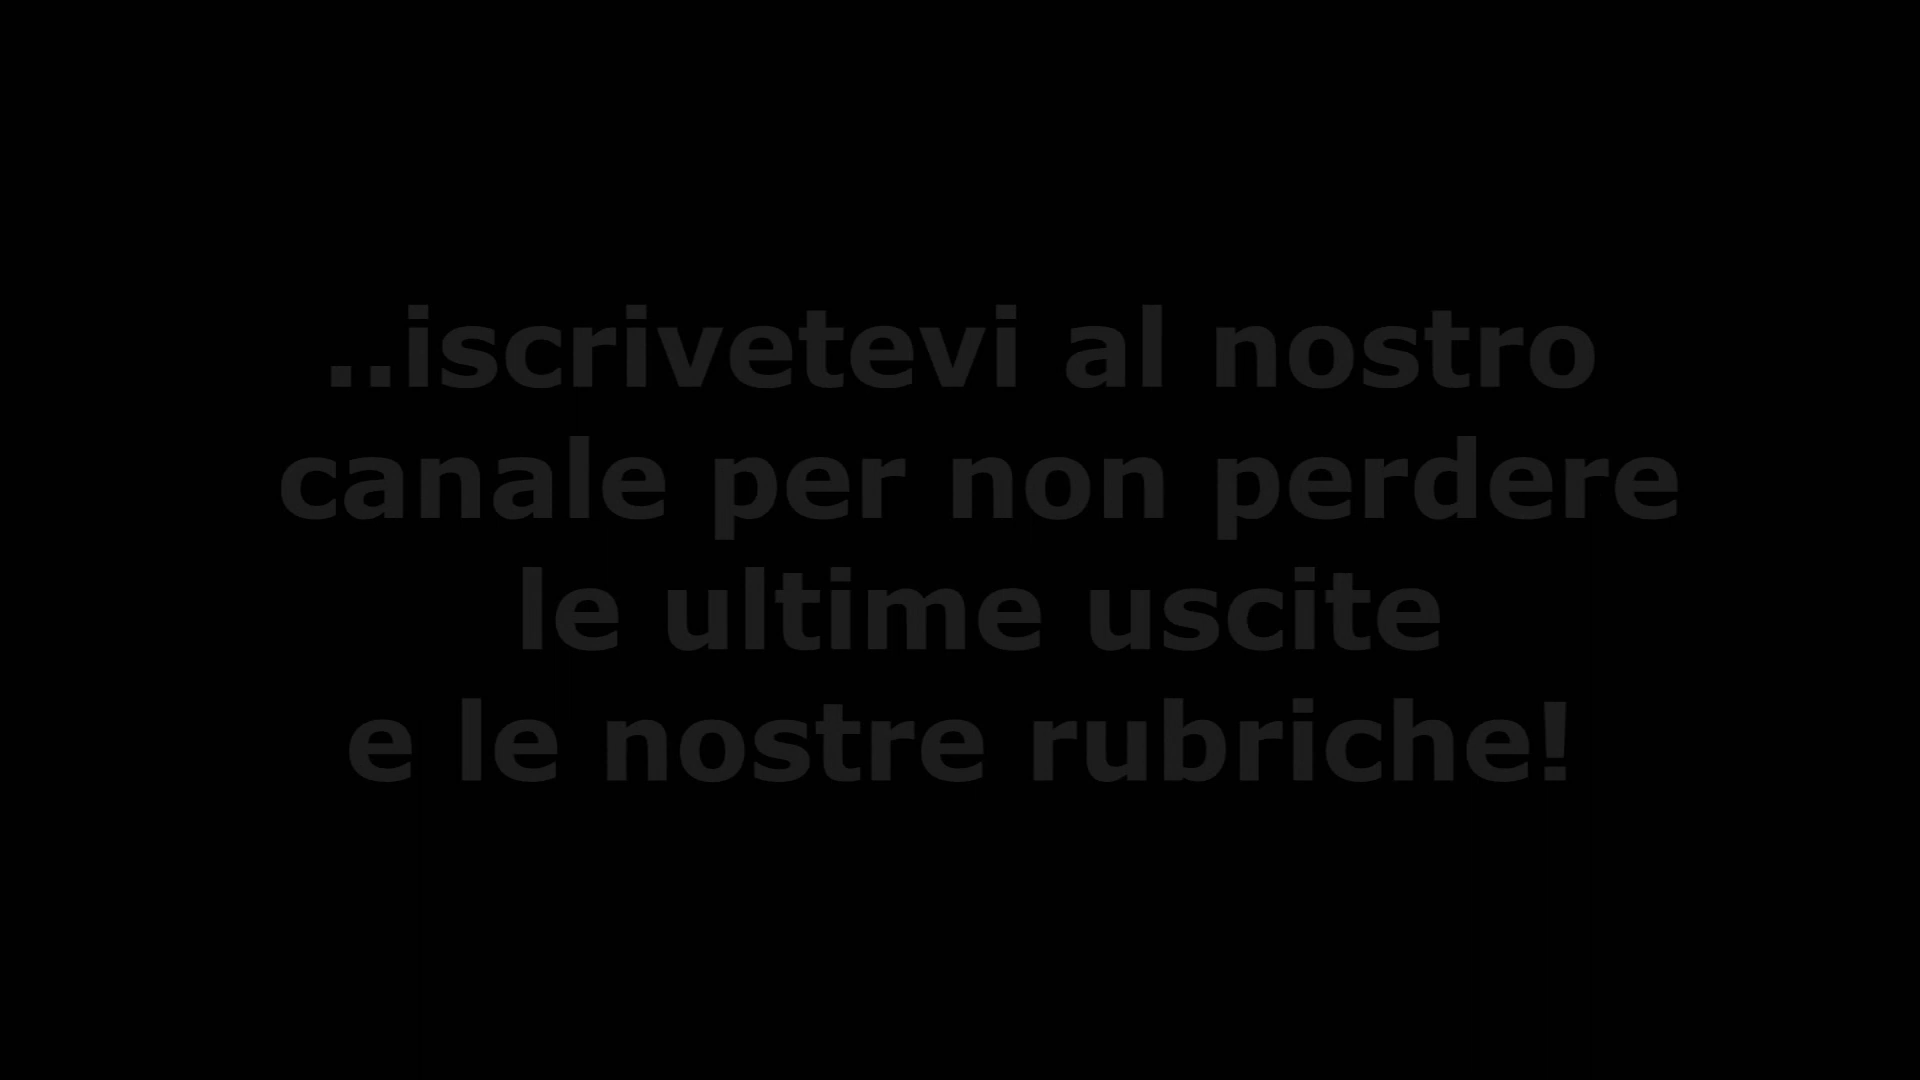 ..iscrivetevi al nostro
canale per non perdere
le ultime uscite
e le nostre rubriche!